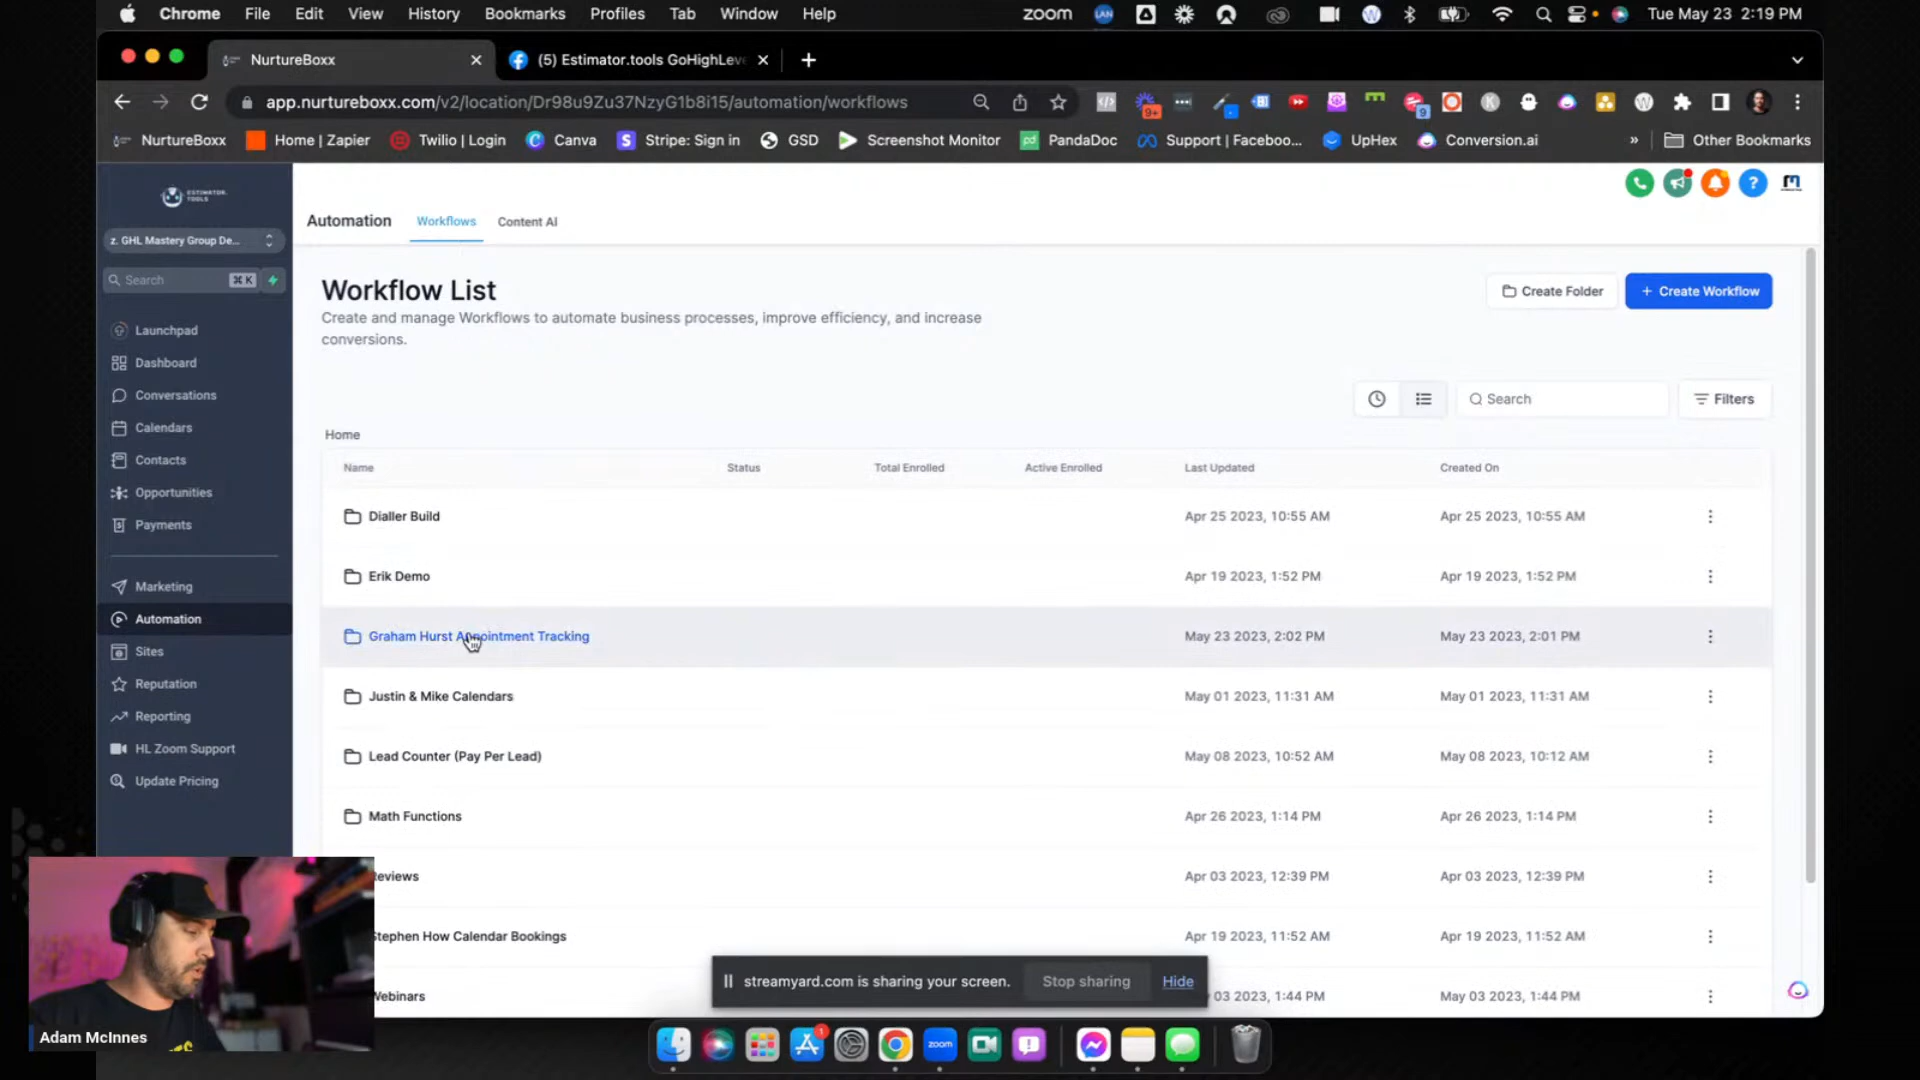 Chrome File Edit View History Bookmarks Profiles Tab Window Help zoom LAN Tue May 23 2:19 PM
NurtureBoxx (5) Estimator.tools GoHighLeve
app.nurtureboxx.com/v2/location/Dr98u9Zu37NzyG1b8i15/automation/workflows 9+ 9
NurtureBoxx Home | Zapier Twilio | Login Canva Stripe: Sign in GSD Screenshot Monitor PandaDoc Support | Faceboo... UpHex Conversion.ai » Other Bookmarks
ESTIMATOR.
TOOLS
z. GHL Mastery Group De...
Search ⌘ K
Launchpad
Dashboard
Conversations
Calendars
Contacts
Opportunities
Payments
Marketing
Automation
Sites
Reputation
Reporting
HL Zoom Support
Update Pricing
Automation Workflows Content AI
Workflow List
Create and manage Workflows to automate business processes, improve efficiency, and increase
conversions.
Create Folder + Create Workflow
Search Filters
Home
Name Status Total Enrolled Active Enrolled Last Updated Created On
Dialler Build Apr 25 2023, 10:55 AM Apr 25 2023, 10:55 AM
Erik Demo Apr 19 2023, 1:52 PM Apr 19 2023, 1:52 PM
Graham Hurst Appointment Tracking May 23 2023, 2:02 PM May 23 2023, 2:01 PM
Justin & Mike Calendars May 01 2023, 11:31 AM May 01 2023, 11:31 AM
Lead Counter (Pay Per Lead) May 08 2023, 10:52 AM May 08 2023, 10:12 AM
Math Functions Apr 26 2023, 1:14 PM Apr 26 2023, 1:14 PM
eviews Apr 03 2023, 12:39 PM Apr 03 2023, 12:39 PM
Stephen How Calendar Bookings Apr 19 2023, 11:52 AM Apr 19 2023, 11:52 AM
Webinars 03 2023, 1:44 PM May 03 2023, 1:44 PM
streamyard.com is sharing your screen. Stop sharing Hide
Adam McInnes
1 zoom